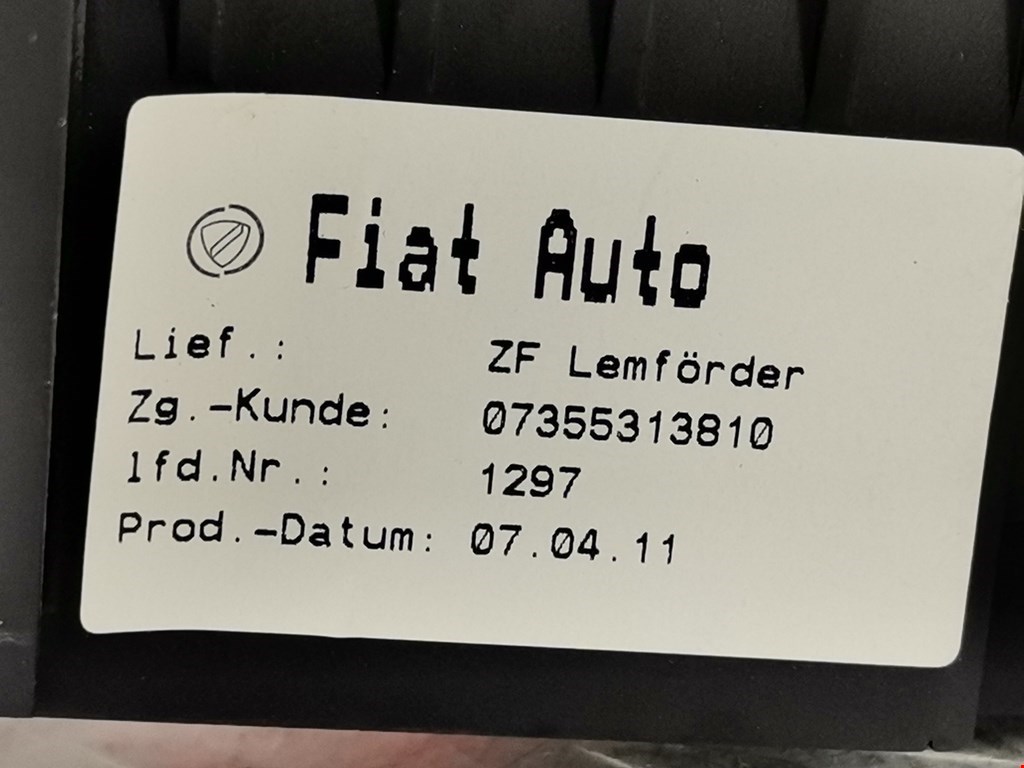 Fiat Auto
Lief.: ZF Lemförder
Zg.-Kunde: 07355313810
lfd.Nr.: 1297
Prod.-Datum: 07.04.11